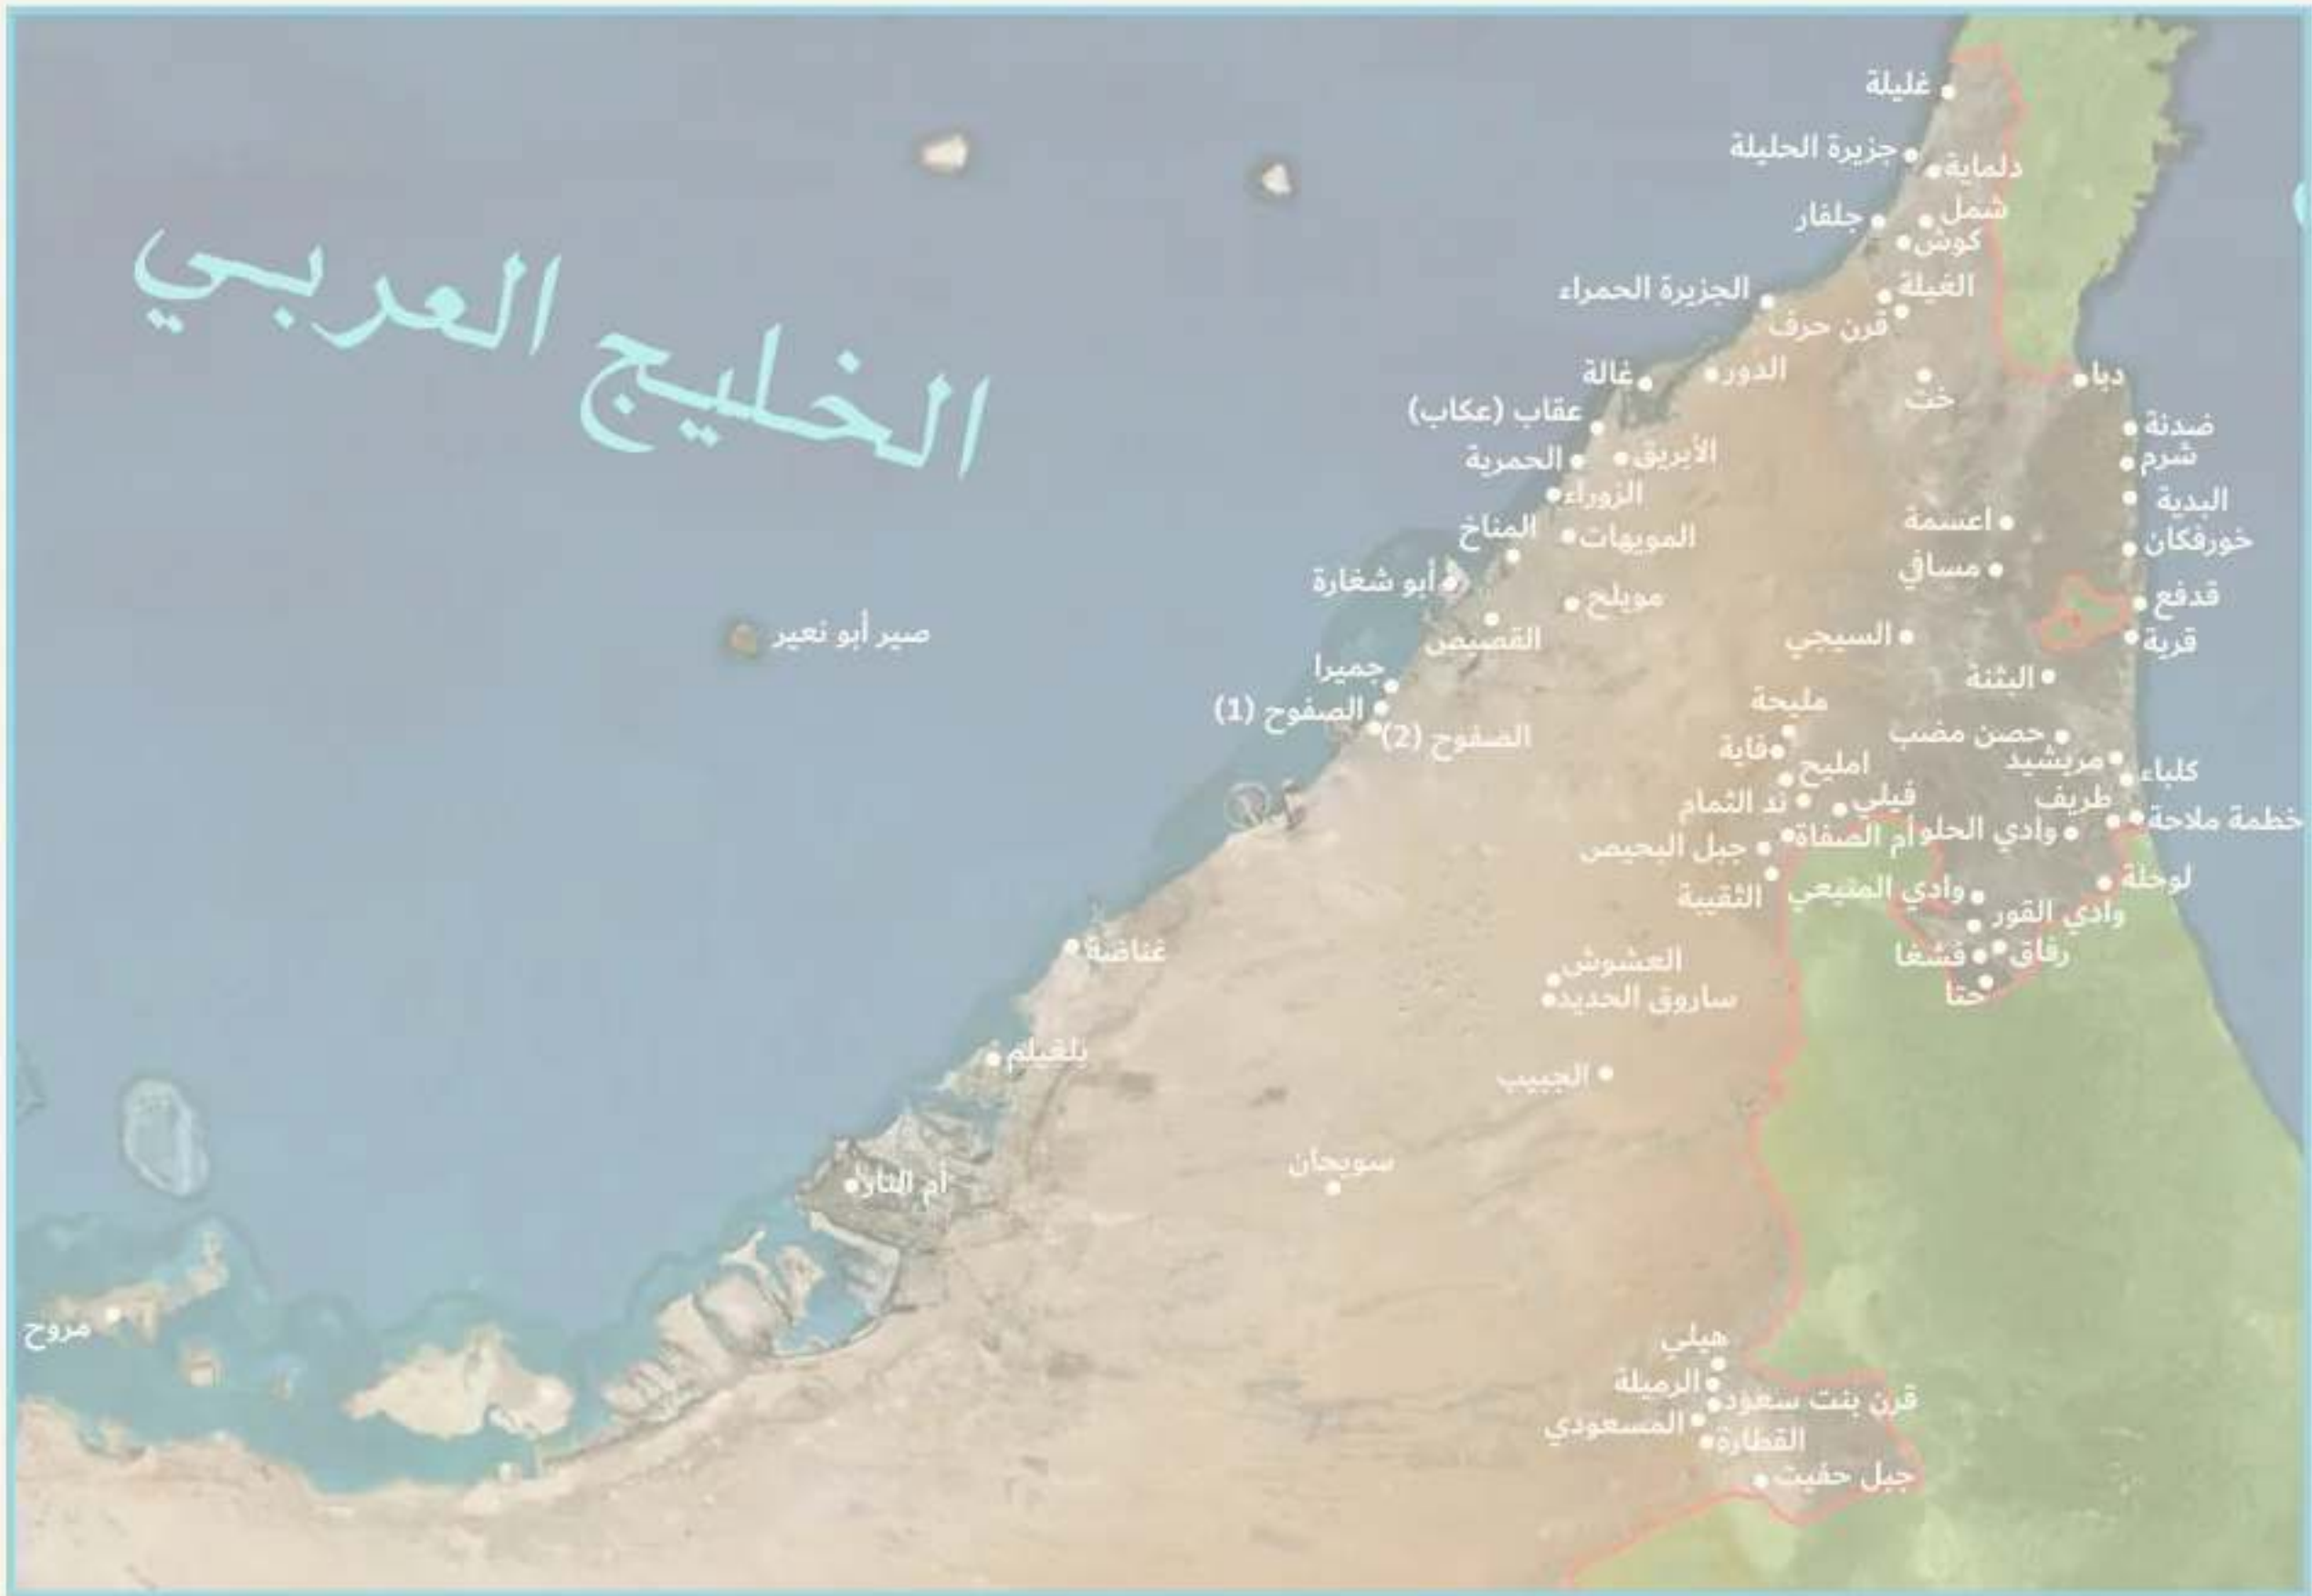 غليلة
جزيرة الحليلة
دلماية
شمل
جلفار
كوش
الغيلة
الجزيرة الحمراء
قرن حرف
الخليج العربي
الدور
غالة
دبا
خت
عقاب (عكاب)
ضدنة
شرم
الأبريق
الحمرية
الزوراء
البدية
اعسمة
المناخ
المويهات
خورفكان
مسافي
أبو شغارة
مويلح
قدفع
صير أبو نعير
القصيص
السيجي
قرية
جميرا
البثنة
مليحة
الصفوح (1)
الصفوح (2)
حصن مضب
فاية
مريشيد
امليح
كلباء
ند الثمام
فيلي
طريف
خطمة ملاحة
وادي الحلو
أم الصفاة
جبل البحيص
لوحلة
الثقيبة
وادي المنيعي
وادي القور
غناضة
العشوش
فشغا
رفاق
ساروق الحديد
حتا
بلغيلم
الجبيب
سويحان
أم النار
مروح
هيلي
الرميلة
قرن بنت سعود
المسعودي
القطارة
جبل حفيت